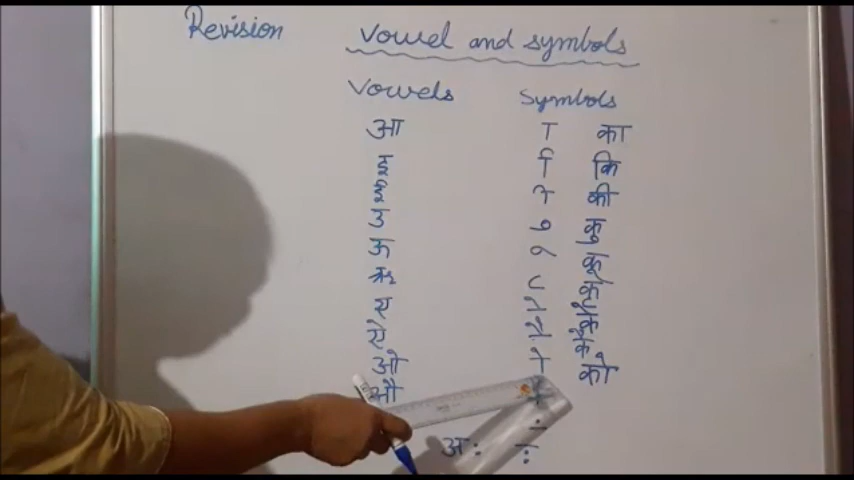 Revision Vowel and symbols
Vowels Symbols
आ ा का
इ ि कि
ई ी की
उ ु कु
ऊ ू कू
ऋ ृ कृ
ए े के
ऐ ै कै
ओ ो को
औ
अः ः